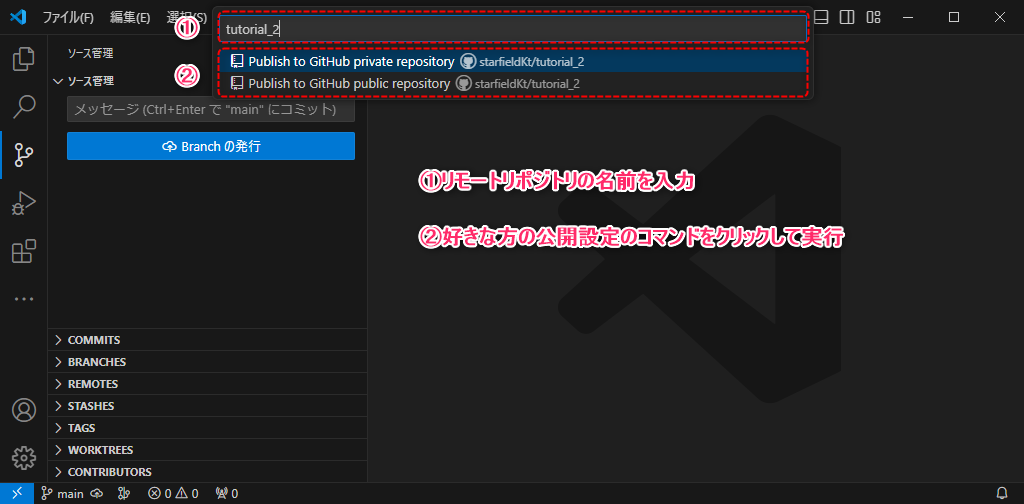 ファイル(F) 編集(E) 選択(S)
① tutorial_2
② Publish to GitHub private repository starfieldKt/tutorial_2
Publish to GitHub public repository starfieldKt/tutorial_2
ソース管理
ソース管理
メッセージ (Ctrl+Enter で "main" にコミット)
Branch の発行
①リモートリポジトリの名前を入力
②好きな方の公開設定のコマンドをクリックして実行
COMMITS
BRANCHES
REMOTES
STASHES
TAGS
WORKTREES
CONTRIBUTORS
main 0 0 0